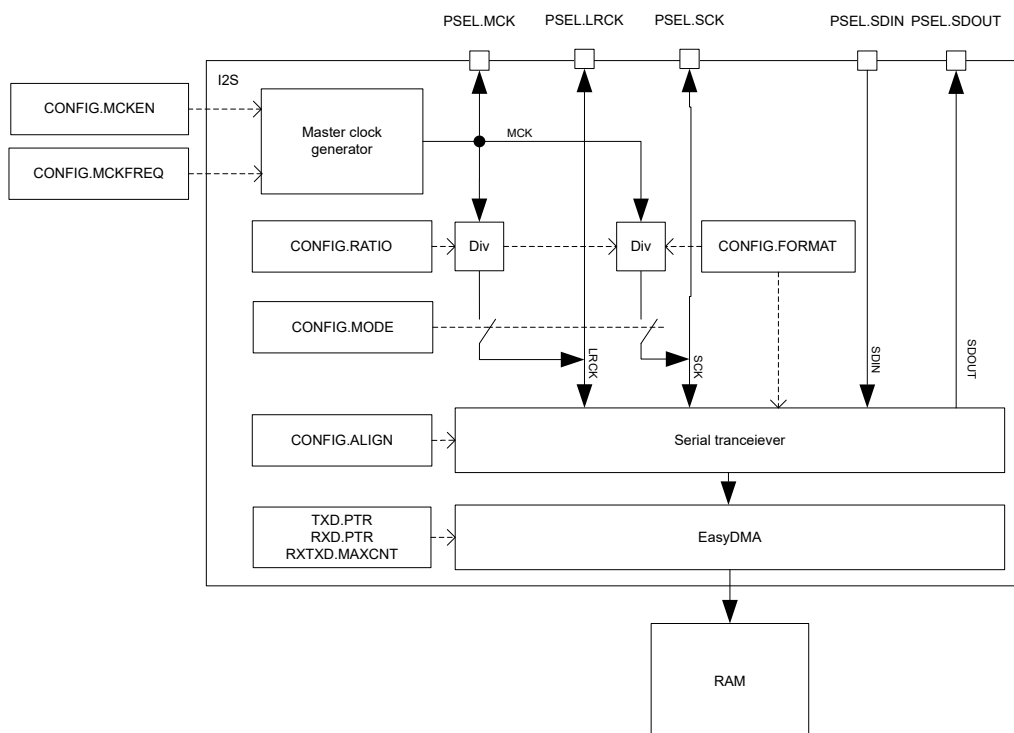 PSEL.MCK
PSEL.LRCK
PSEL.SCK
PSEL.SDIN
PSEL.SDOUT
I2S
CONFIG.MCKEN
CONFIG.MCKFREQ
Master clock
generator
MCK
CONFIG.RATIO
Div
Div
CONFIG.FORMAT
CONFIG.MODE
LRCK
SCK
SDIN
SDOUT
CONFIG.ALIGN
Serial tranceiever
TXD.PTR
RXD.PTR
RXTXD.MAXCNT
EasyDMA
RAM